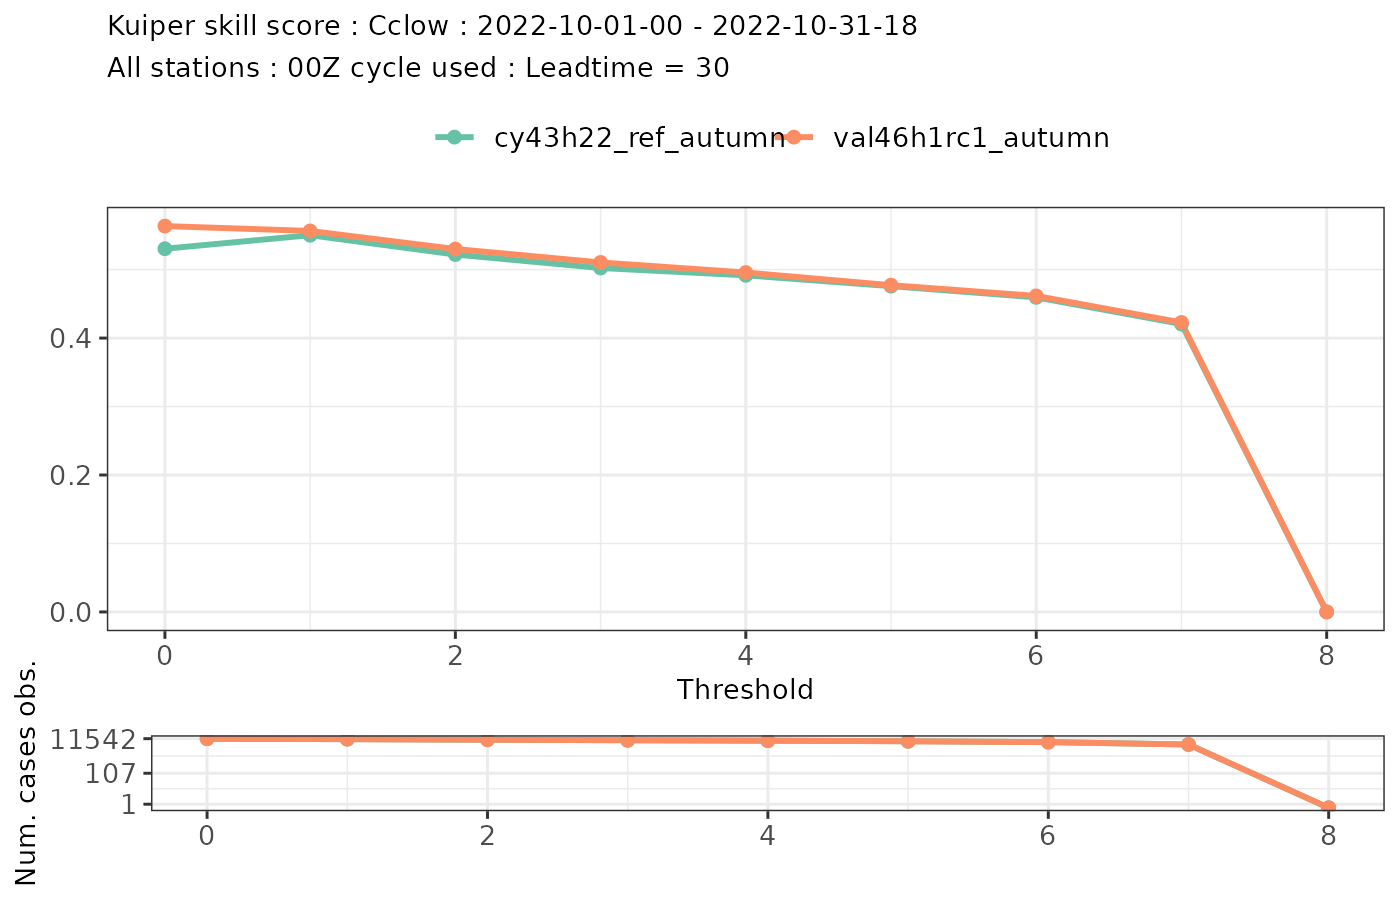 Kuiper skill score : Cclow : 2022-10-01-00 - 2022-10-31-18
All stations : 00Z cycle used : Leadtime = 30
cy43h22_ref_autumn val46h1rc1_autumn
0.4
0.2
0.0
0 2 4 6 8
Threshold
Num. cases obs.
11542
107
1
0 2 4 6 8